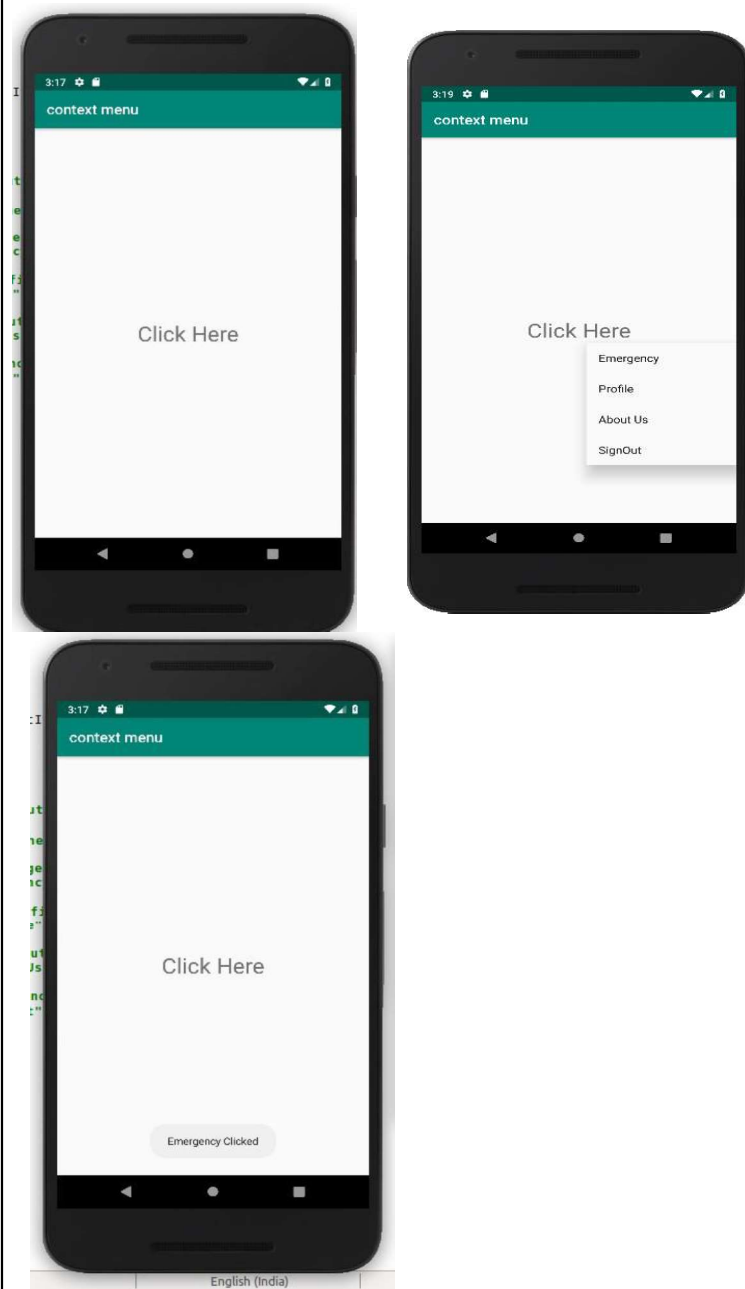 3:17
context menu
Click Here
3:19
context menu
Click Here
Emergency
Profile
About Us
SignOut
3:17
context menu
Click Here
Emergency Clicked
English (India)